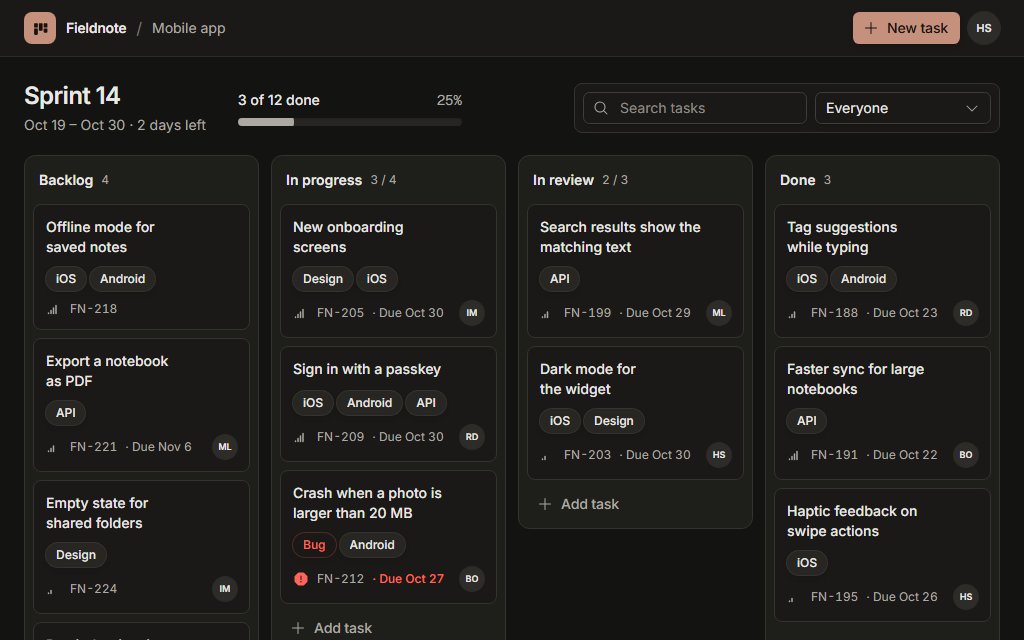 Fieldnote / Mobile app
New task
HS
Sprint 14
Oct 19 – Oct 30 · 2 days left
3 of 12 done
25%
Search tasks
Everyone
Backlog 4
Offline mode for
saved notes
iOS Android
FN-218
Export a notebook
as PDF
API
FN-221 · Due Nov 6 ML
Empty state for
shared folders
Design
FN-224 IM
In progress 3 / 4
New onboarding
screens
Design iOS
FN-205 · Due Oct 30 IM
Sign in with a passkey
iOS Android API
FN-209 · Due Oct 30 RD
Crash when a photo is
larger than 20 MB
Bug Android
FN-212 · Due Oct 27 BO
Add task
In review 2 / 3
Search results show the
matching text
API
FN-199 · Due Oct 29 ML
Dark mode for
the widget
iOS Design
FN-203 · Due Oct 30 HS
Add task
Done 3
Tag suggestions
while typing
iOS Android
FN-188 · Due Oct 23 RD
Faster sync for large
notebooks
API
FN-191 · Due Oct 22 BO
Haptic feedback on
swipe actions
iOS
FN-195 · Due Oct 26 HS